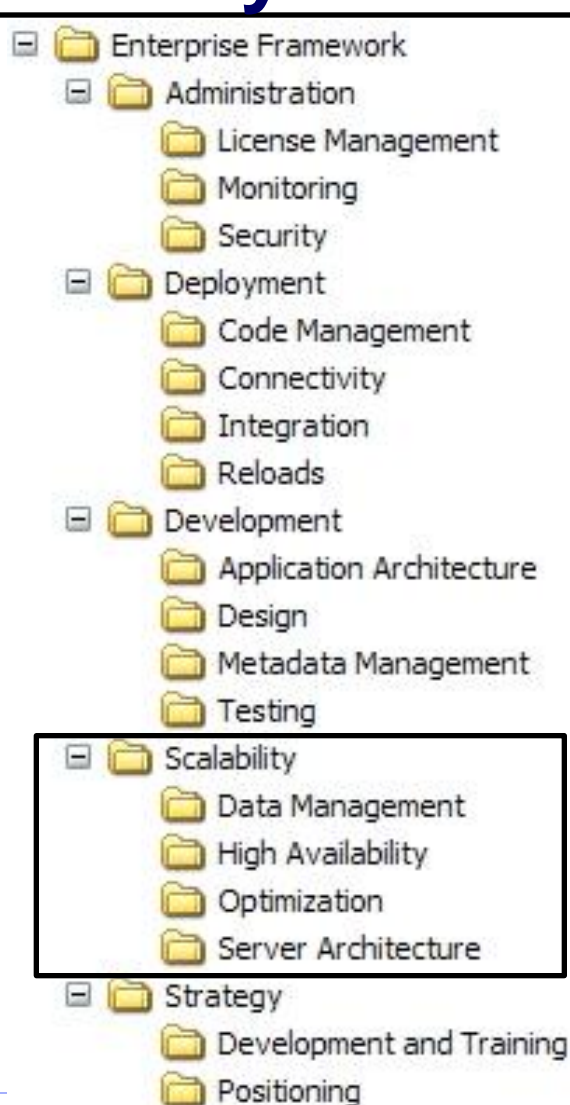 Enterprise Framework
Administration
License Management
Monitoring
Security
Deployment
Code Management
Connectivity
Integration
Reloads
Development
Application Architecture
Design
Metadata Management
Testing
Scalability
Data Management
High Availability
Optimization
Server Architecture
Strategy
Development and Training
Positioning